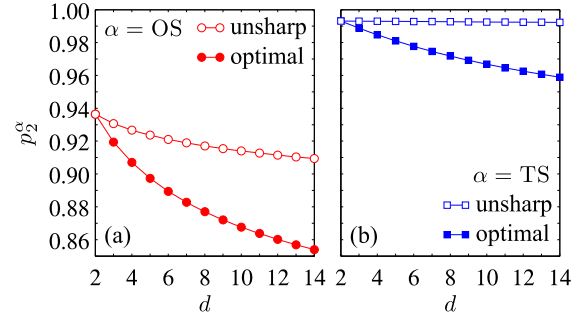 1.00
0.98
0.96
0.94
0.92
0.90
0.88
0.86
p₂^α
α = OS
unsharp
optimal
(a)
2 4 6 8 10 12 14
d
α = TS
unsharp
optimal
(b)
2 4 6 8 10 12 14
d